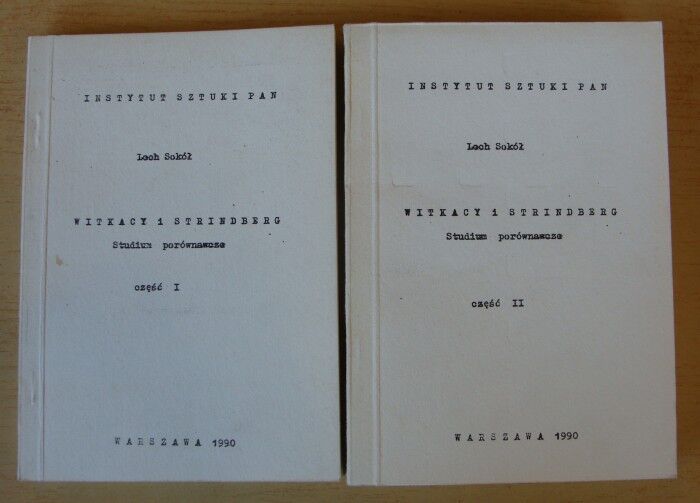 INSTYTUT SZTUKI PAN
Lech Sokół
WITKACY i STRINDBERG
Studium porównawcze
część I
WARSZAWA 1990
INSTYTUT SZTUKI PAN
Lech Sokół
WITKACY i STRINDBERG
Studium porównawcze
część II
WARSZAWA 1990